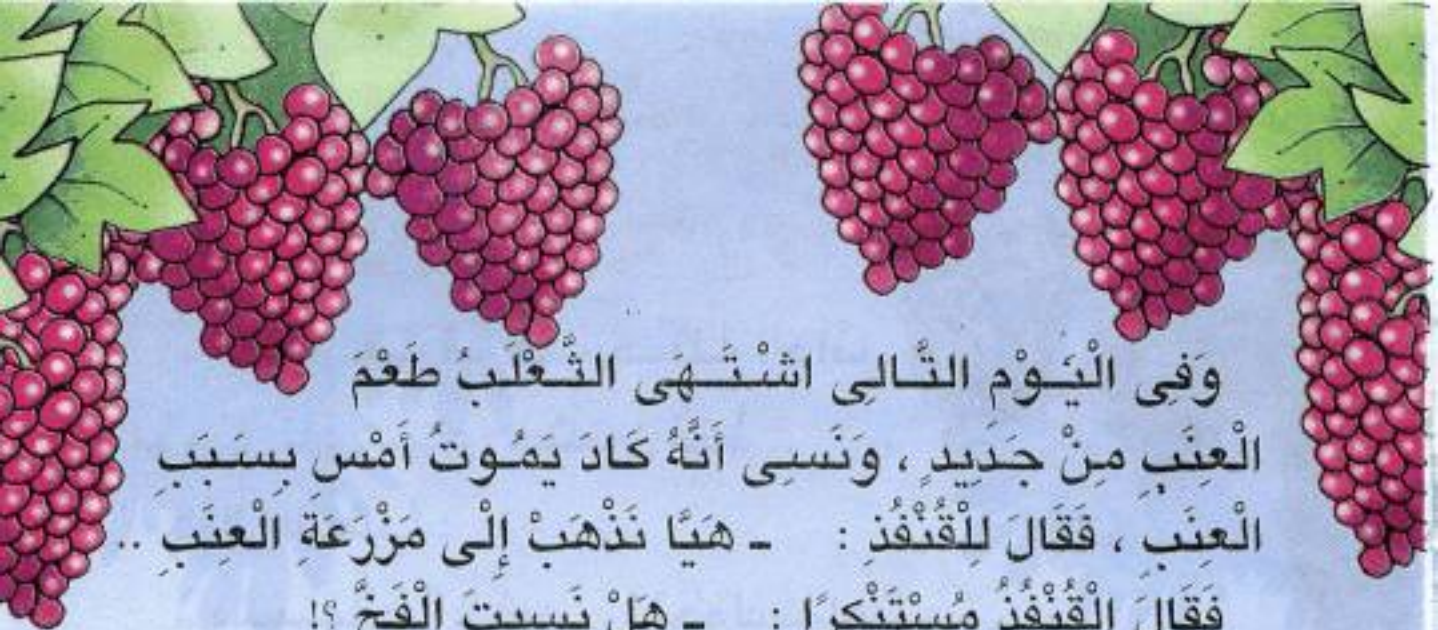 وَفِى الْيَوْمِ التَّالِى اشْتَهَى الثَّعْلَبُ طَعْمَ
الْعِنَبِ مِنْ جَدِيدٍ ، وَنَسِى أَنَّهُ كَادَ يَمُوتُ أَمْسِ بِسَبَبِ
الْعِنَبِ ، فَقَالَ لِلْقُنْفُذِ : ـ هَيَّا نَذْهَبْ إِلَى مَزْرَعَةِ الْعِنَبِ ..
فَقَالَ الْقُنْفُذُ مُسْتَنْكِرًا : ـ هَلْ نَسِيتَ الْفَخَّ ؟!